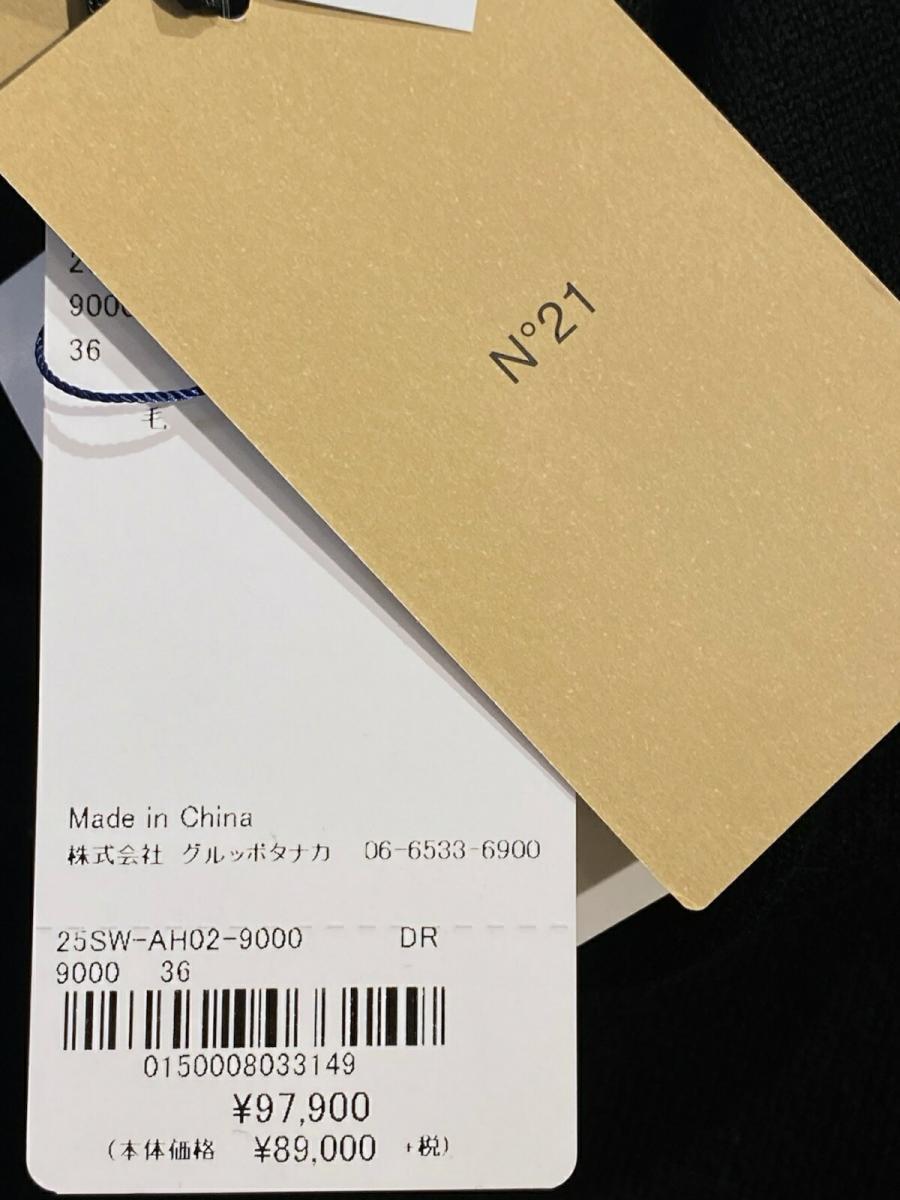 N°21
36
毛
Made in China
株式会社 グルッポタナカ 06-6533-6900
25SW-AH02-9000 DR
9000 36
0150008033149
¥97,900
(本体価格 ¥89,000 +税)